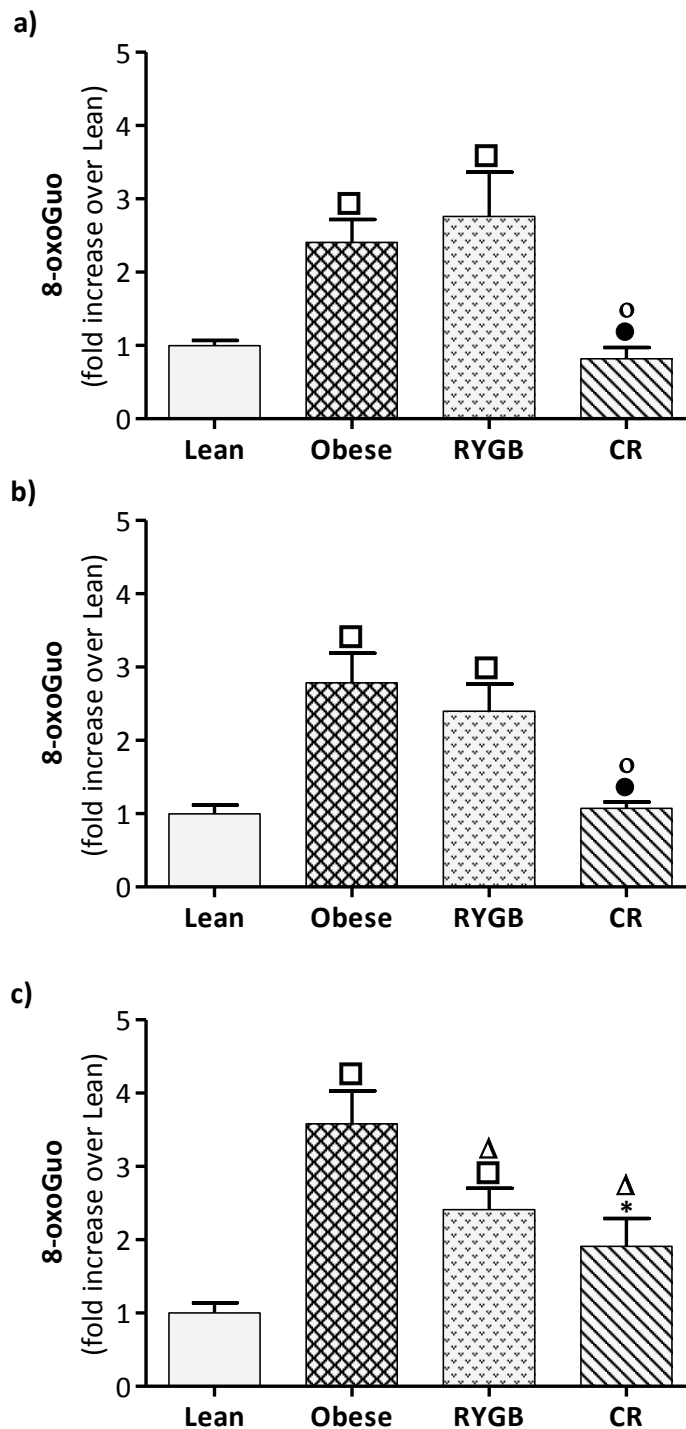 a)
8-oxoGuo
(fold increase over Lean)
5
4
3
2
1
0
□
□
o
●
Lean Obese RYGB CR
b)
8-oxoGuo
(fold increase over Lean)
5
4
3
2
1
0
□
□
o
●
Lean Obese RYGB CR
c)
8-oxoGuo
(fold increase over Lean)
5
4
3
2
1
0
□
Δ
□
Δ
*
Lean Obese RYGB CR